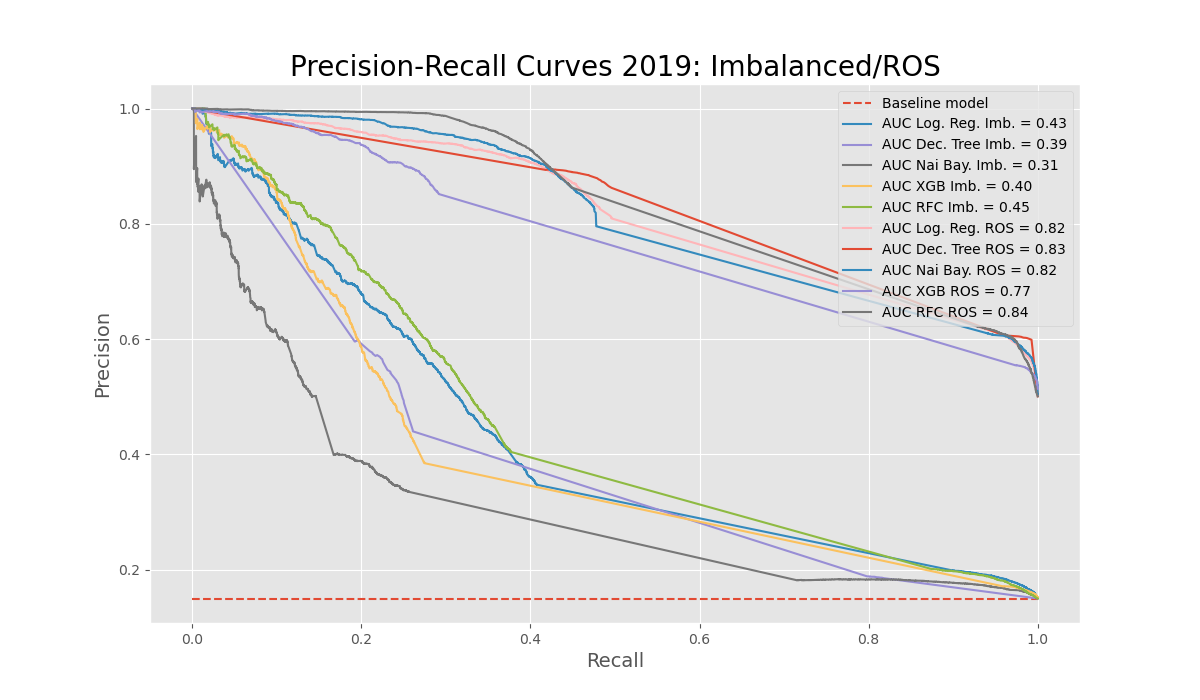 Precision-Recall Curves 2019: Imbalanced/ROS
Baseline model
AUC Log. Reg. Imb. = 0.43
AUC Dec. Tree Imb. = 0.39
AUC Nai Bay. Imb. = 0.31
AUC XGB Imb. = 0.40
AUC RFC Imb. = 0.45
AUC Log. Reg. ROS = 0.82
AUC Dec. Tree ROS = 0.83
AUC Nai Bay. ROS = 0.82
AUC XGB ROS = 0.77
AUC RFC ROS = 0.84
Precision
1.0
0.8
0.6
0.4
0.2
0.0
0.2
0.4
0.6
0.8
1.0
Recall